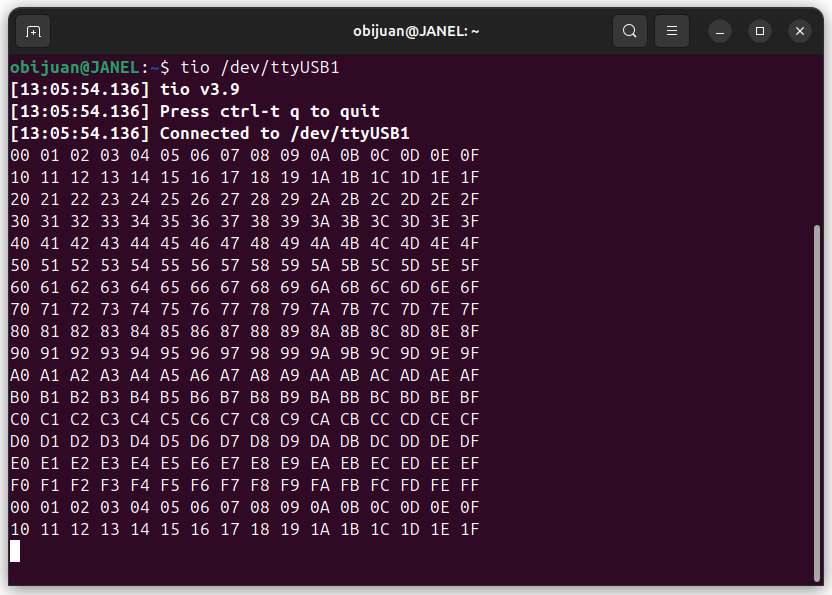 obijuan@JANEL: ~
obijuan@JANEL:~$ tio /dev/ttyUSB1
[13:05:54.136] tio v3.9
[13:05:54.136] Press ctrl-t q to quit
[13:05:54.136] Connected to /dev/ttyUSB1
00 01 02 03 04 05 06 07 08 09 0A 0B 0C 0D 0E 0F
10 11 12 13 14 15 16 17 18 19 1A 1B 1C 1D 1E 1F
20 21 22 23 24 25 26 27 28 29 2A 2B 2C 2D 2E 2F
30 31 32 33 34 35 36 37 38 39 3A 3B 3C 3D 3E 3F
40 41 42 43 44 45 46 47 48 49 4A 4B 4C 4D 4E 4F
50 51 52 53 54 55 56 57 58 59 5A 5B 5C 5D 5E 5F
60 61 62 63 64 65 66 67 68 69 6A 6B 6C 6D 6E 6F
70 71 72 73 74 75 76 77 78 79 7A 7B 7C 7D 7E 7F
80 81 82 83 84 85 86 87 88 89 8A 8B 8C 8D 8E 8F
90 91 92 93 94 95 96 97 98 99 9A 9B 9C 9D 9E 9F
A0 A1 A2 A3 A4 A5 A6 A7 A8 A9 AA AB AC AD AE AF
B0 B1 B2 B3 B4 B5 B6 B7 B8 B9 BA BB BC BD BE BF
C0 C1 C2 C3 C4 C5 C6 C7 C8 C9 CA CB CC CD CE CF
D0 D1 D2 D3 D4 D5 D6 D7 D8 D9 DA DB DC DD DE DF
E0 E1 E2 E3 E4 E5 E6 E7 E8 E9 EA EB EC ED EE EF
F0 F1 F2 F3 F4 F5 F6 F7 F8 F9 FA FB FC FD FE FF
00 01 02 03 04 05 06 07 08 09 0A 0B 0C 0D 0E 0F
10 11 12 13 14 15 16 17 18 19 1A 1B 1C 1D 1E 1F